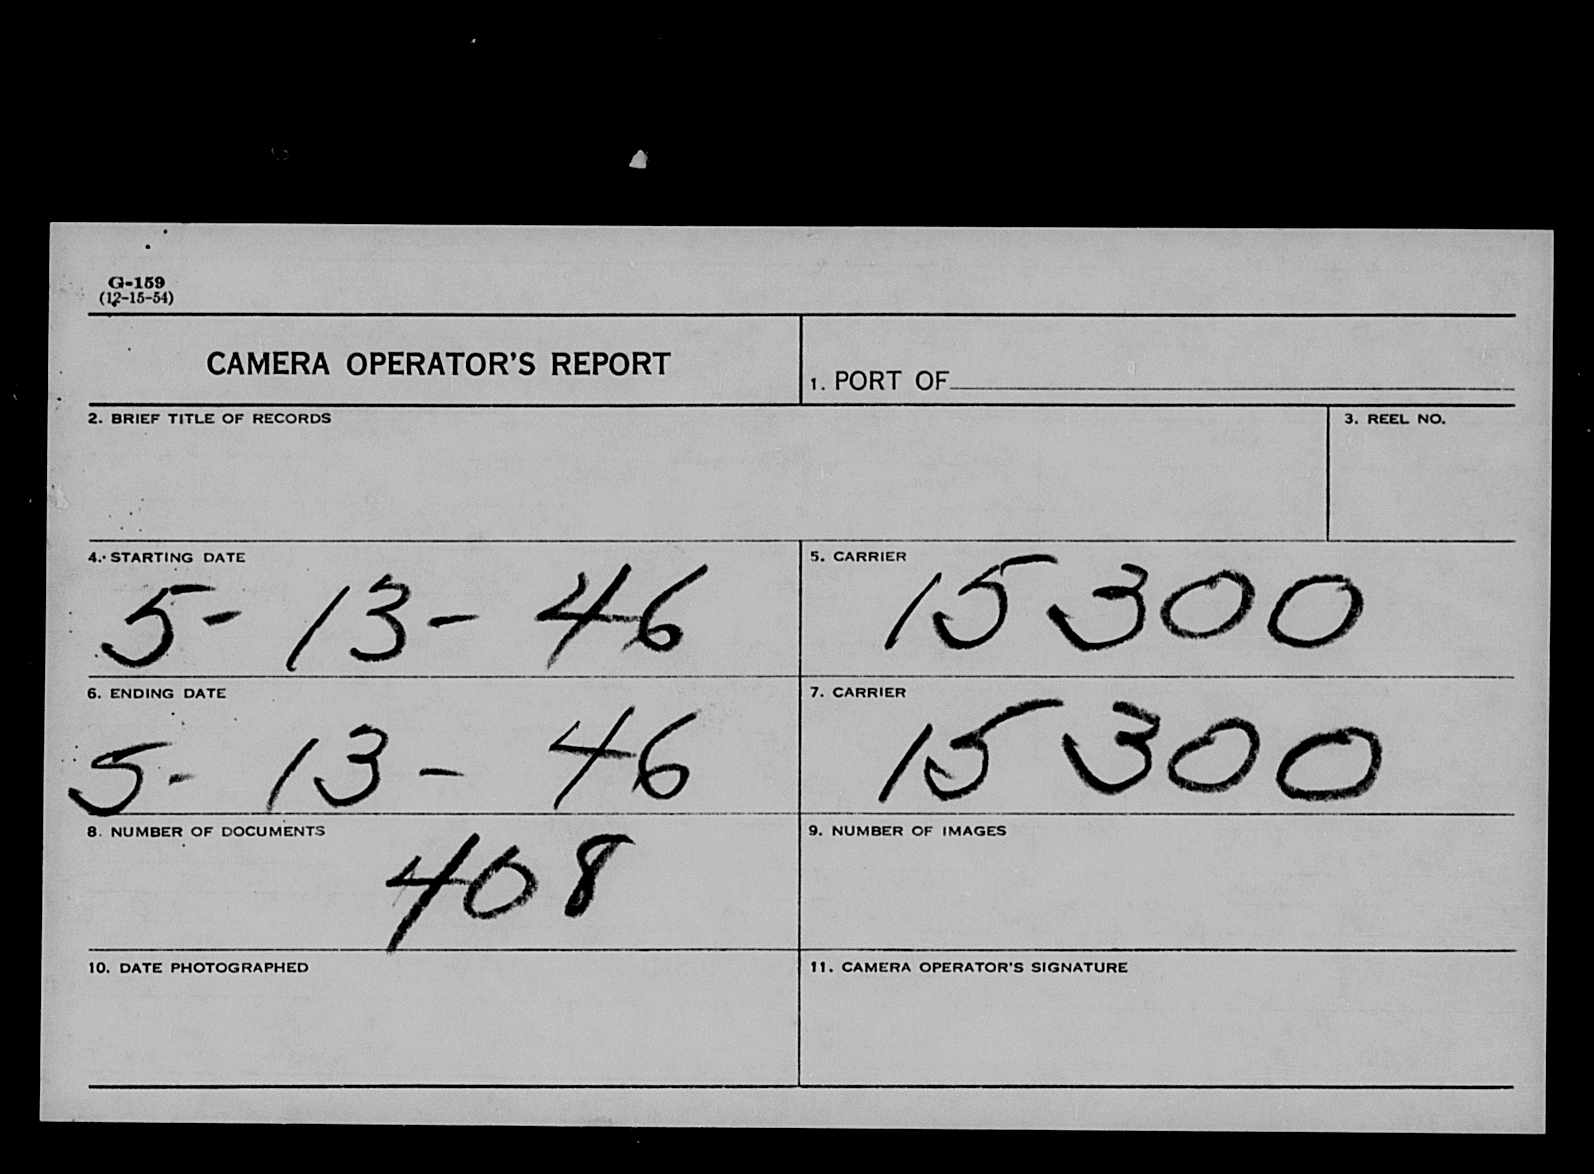 G-159
(12-15-54)
CAMERA OPERATOR'S REPORT
1. PORT OF
2. BRIEF TITLE OF RECORDS
3. REEL NO.
4. STARTING DATE
5-13-46
5. CARRIER
15300
6. ENDING DATE
5-13-46
7. CARRIER
15300
8. NUMBER OF DOCUMENTS
408
9. NUMBER OF IMAGES
10. DATE PHOTOGRAPHED
11. CAMERA OPERATOR'S SIGNATURE